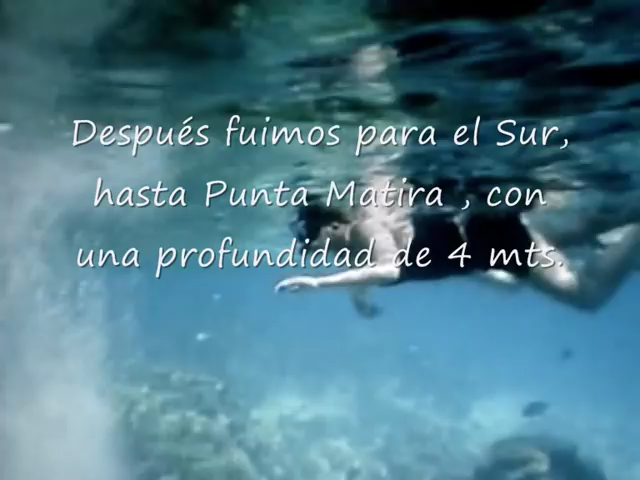 Después fuimos para el Sur,
hasta Punta Matira , con
una profundidad de 4 mts.